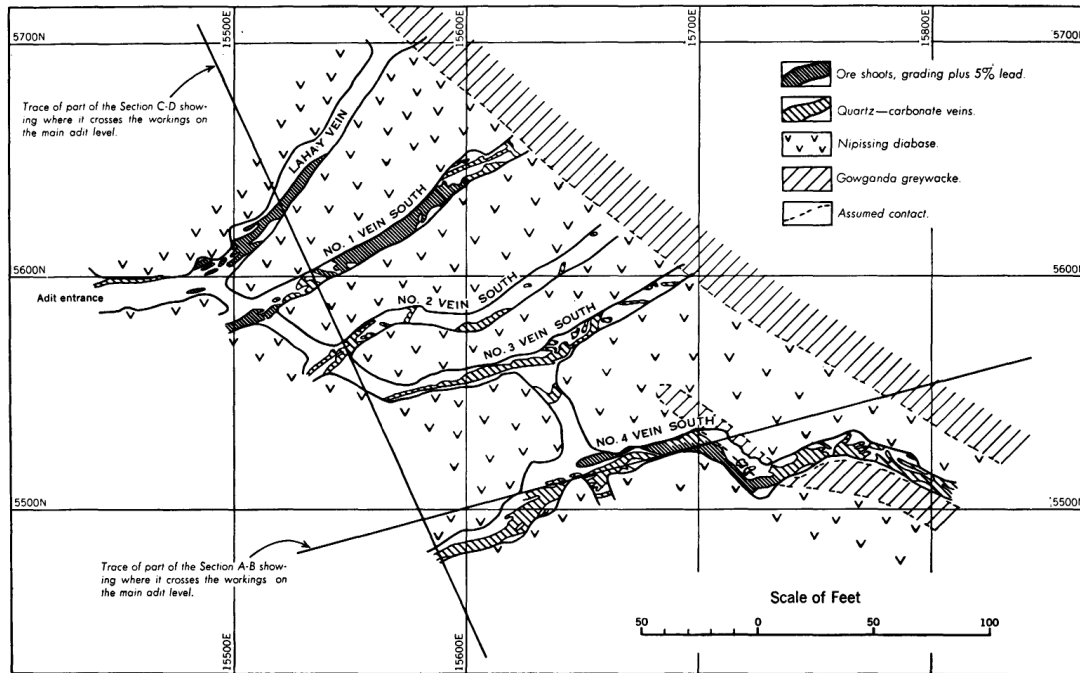 15500E
15600E
15700E
15800E
5700N
5700N
Ore shoots, grading plus 5% lead.
Quartz—carbonate veins.
Nipissing diabase.
Gowganda greywacke.
Assumed contact.
Trace of part of the Section C-D show-
ing where it crosses the workings on
the main adit level.
LAHAY VEIN
NO. 1 VEIN SOUTH
5600N
5600N
Adit entrance
NO. 2 VEIN SOUTH
NO. 3 VEIN SOUTH
NO. 4 VEIN SOUTH
5500N
5500N
Trace of part of the Section A-B show-
ing where it crosses the workings on
the main adit level.
Scale of Feet
50 0 50 100
15500E
15600E
15700E
15800E